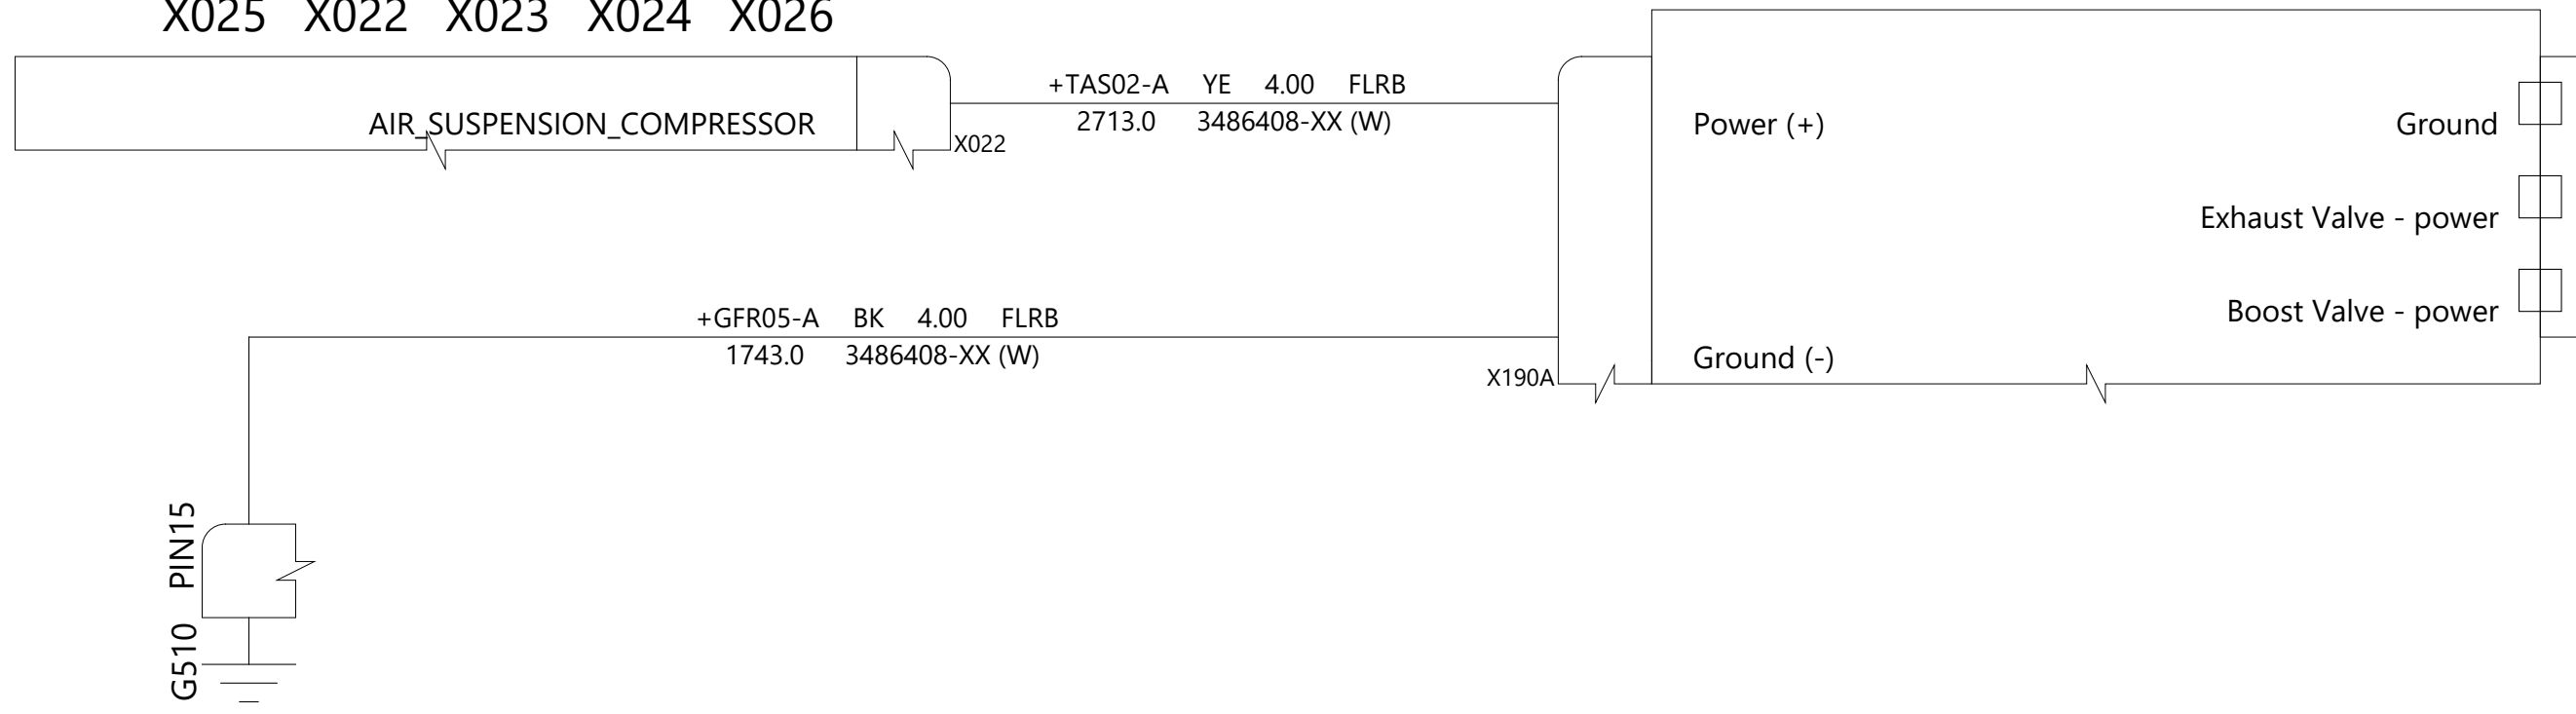 X025 X022 X023 X024 X026
AIR_SUSPENSION_COMPRESSOR
X022
+TAS02-A YE 4.00 FLRB
2713.0 3486408-XX (W)
Power (+)
Ground
Exhaust Valve - power
Boost Valve - power
+GFR05-A BK 4.00 FLRB
1743.0 3486408-XX (W)
X190A
Ground (-)
G510 PIN15